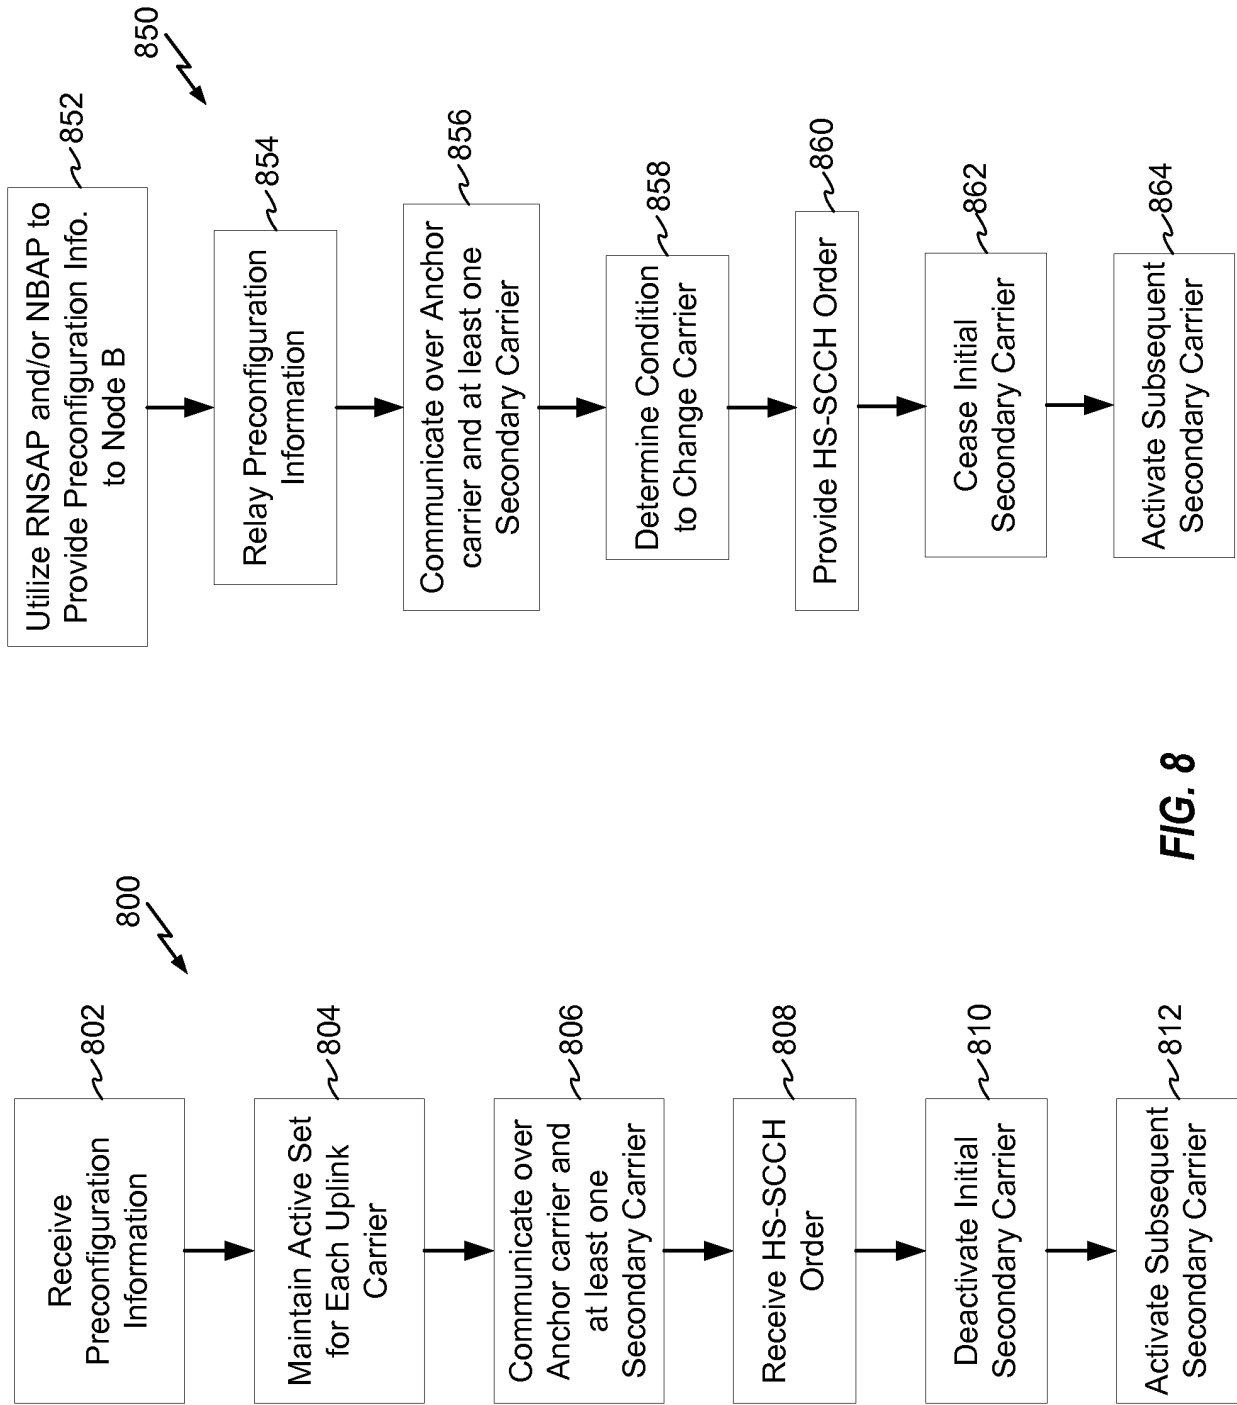 800
Receive
Preconfiguration
Information
802
Maintain Active Set
for Each Uplink
Carrier
804
Communicate over
Anchor carrier and
at least one
Secondary Carrier
806
Receive HS-SCCH
Order
808
Deactivate Initial
Secondary Carrier
810
Activate Subsequent
Secondary Carrier
812
850
Utilize RNSAP and/or NBAP to
Provide Preconfiguration Info.
to Node B
852
Relay Preconfiguration
Information
854
Communicate over Anchor
carrier and at least one
Secondary Carrier
856
Determine Condition
to Change Carrier
858
Provide HS-SCCH Order
860
Cease Initial
Secondary Carrier
862
Activate Subsequent
Secondary Carrier
864
FIG. 8